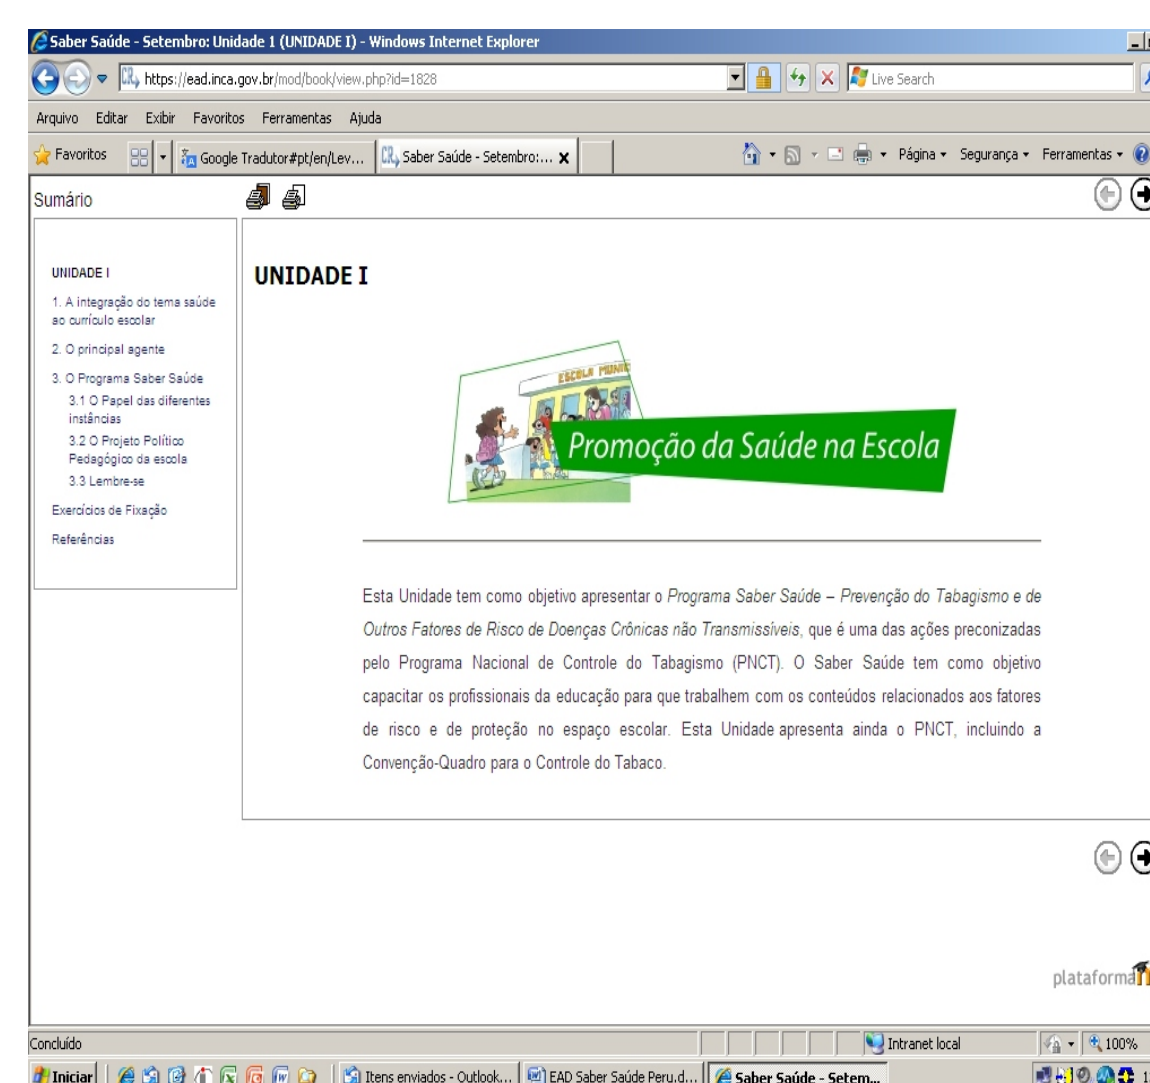 Saber Saúde - Setembro: Unidade 1 (UNIDADE I) - Windows Internet Explorer
https://ead.inca.gov.br/mod/book/view.php?id=1828
Live Search
Arquivo Editar Exibir Favoritos Ferramentas Ajuda
Favoritos Google Tradutor#pt/en/Lev... Saber Saúde - Setembro:... Página Segurança Ferramentas
Sumário
UNIDADE I
1. A integração do tema saúde
ao currículo escolar
2. O principal agente
3. O Programa Saber Saúde
3.1 O Papel das diferentes
instâncias
3.2 O Projeto Político
Pedagógico da escola
3.3 Lembre-se
Exercícios de Fixação
Referências
UNIDADE I
ESCOLA MUNIC
Promoção da Saúde na Escola
Esta Unidade tem como objetivo apresentar o Programa Saber Saúde – Prevenção do Tabagismo e de
Outros Fatores de Risco de Doenças Crônicas não Transmissíveis, que é uma das ações preconizadas
pelo Programa Nacional de Controle do Tabagismo (PNCT). O Saber Saúde tem como objetivo
capacitar os profissionais da educação para que trabalhem com os conteúdos relacionados aos fatores
de risco e de proteção no espaço escolar. Esta Unidade apresenta ainda o PNCT, incluindo a
Convenção-Quadro para o Controle do Tabaco.
plataforma
Concluído Intranet local 100%
Iniciar Itens enviados - Outlook... EAD Saber Saúde Peru.d... Saber Saúde - Setem...